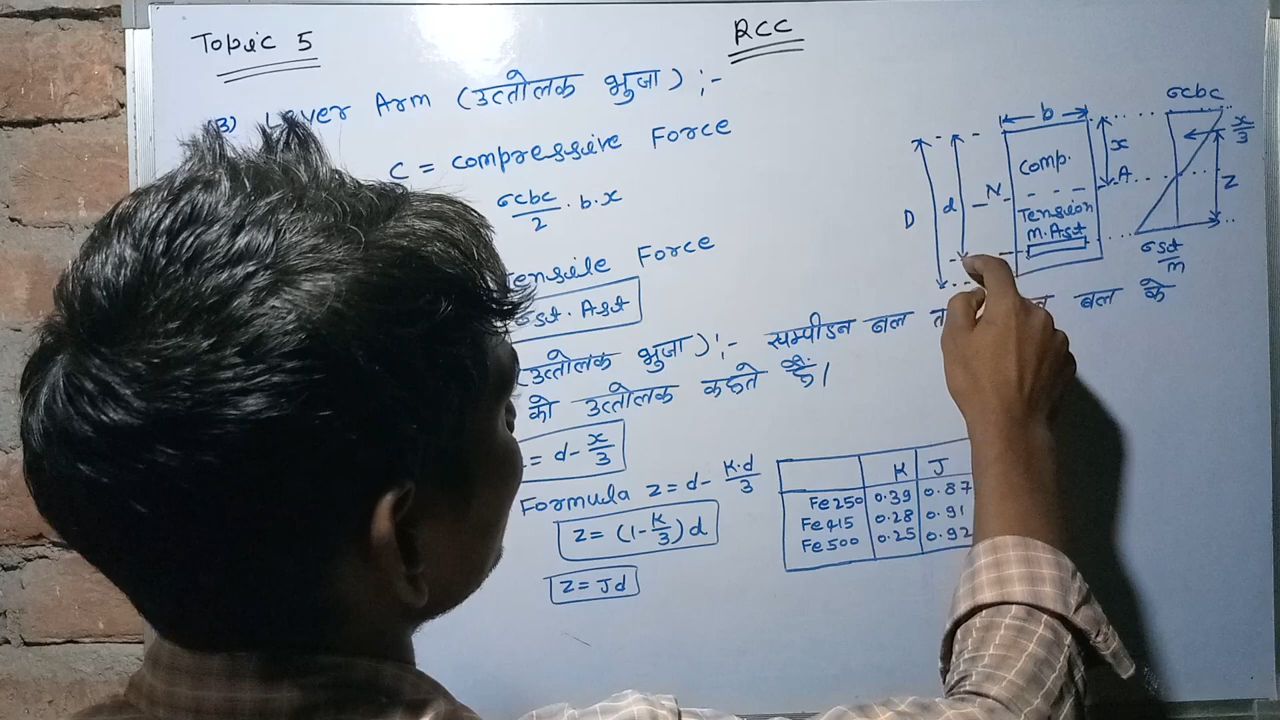 Topic 5
RCC
B) Lever Arm (उत्तोलक भुजा) :-
C = Compressive Force
σcbc/2 . b.x
Tensile Force
σst . Ast
(उत्तोलक भुजा) :- सम्पीडन बल बल के
को उत्तोलक कहते हैं।
= d - x/3
Formula Z = d - K.d/3
Z = (1 - K/3) d
Z = Jd
K J
Fe250 0.39 0.87
Fe415 0.28 0.91
Fe500 0.25 0.92
b
Comp.
N A
Tension
m.Ast
D
d
x
σcbc
x/3
Z
σst/m